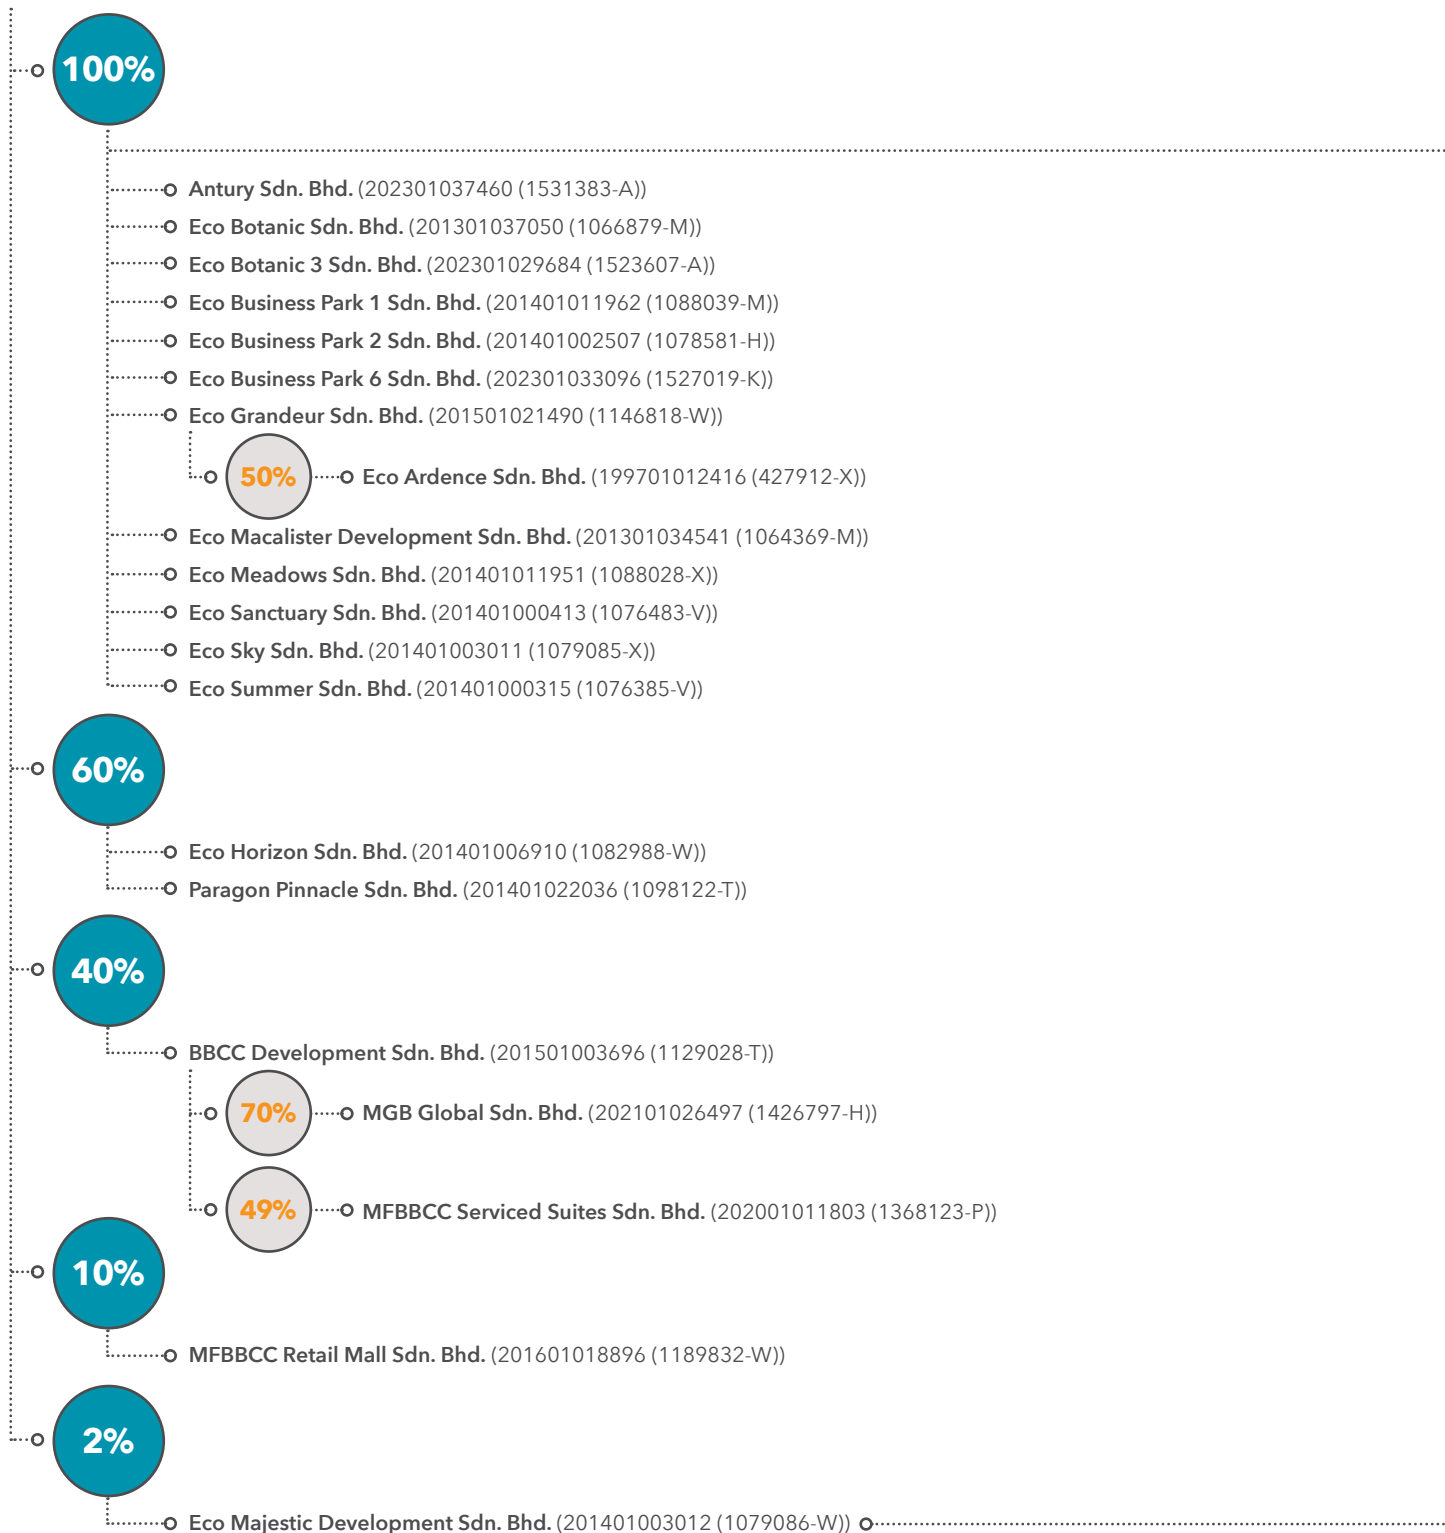 100%
Antury Sdn. Bhd. (202301037460 (1531383-A))
Eco Botanic Sdn. Bhd. (201301037050 (1066879-M))
Eco Botanic 3 Sdn. Bhd. (202301029684 (1523607-A))
Eco Business Park 1 Sdn. Bhd. (201401011962 (1088039-M))
Eco Business Park 2 Sdn. Bhd. (201401002507 (1078581-H))
Eco Business Park 6 Sdn. Bhd. (202301033096 (1527019-K))
Eco Grandeur Sdn. Bhd. (201501021490 (1146818-W))
50% Eco Ardence Sdn. Bhd. (199701012416 (427912-X))
Eco Macalister Development Sdn. Bhd. (201301034541 (1064369-M))
Eco Meadows Sdn. Bhd. (201401011951 (1088028-X))
Eco Sanctuary Sdn. Bhd. (201401000413 (1076483-V))
Eco Sky Sdn. Bhd. (201401003011 (1079085-X))
Eco Summer Sdn. Bhd. (201401000315 (1076385-V))
60%
Eco Horizon Sdn. Bhd. (201401006910 (1082988-W))
Paragon Pinnacle Sdn. Bhd. (201401022036 (1098122-T))
40%
BBCC Development Sdn. Bhd. (201501003696 (1129028-T))
70% MGB Global Sdn. Bhd. (202101026497 (1426797-H))
49% MFBBCC Serviced Suites Sdn. Bhd. (202001011803 (1368123-P))
10%
MFBBCC Retail Mall Sdn. Bhd. (201601018896 (1189832-W))
2%
Eco Majestic Development Sdn. Bhd. (201401003012 (1079086-W))